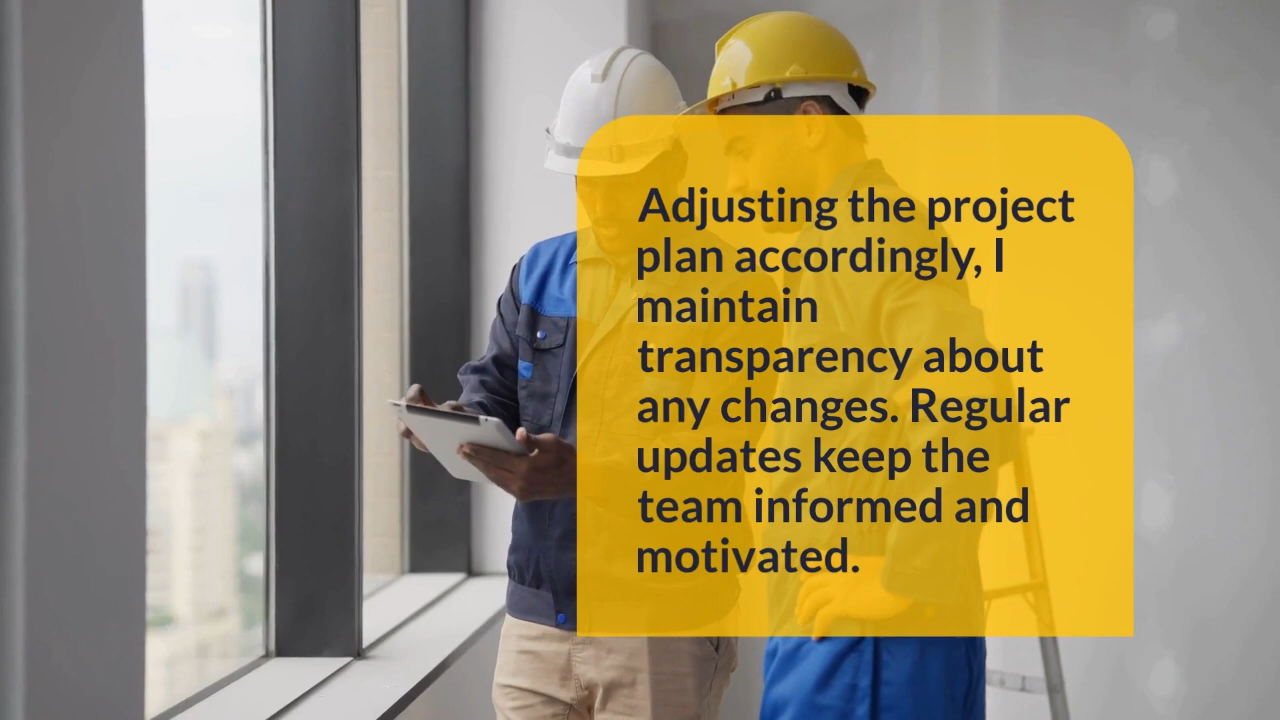 Adjusting the project
plan accordingly, I
maintain
transparency about
any changes. Regular
updates keep the
team informed and
motivated.